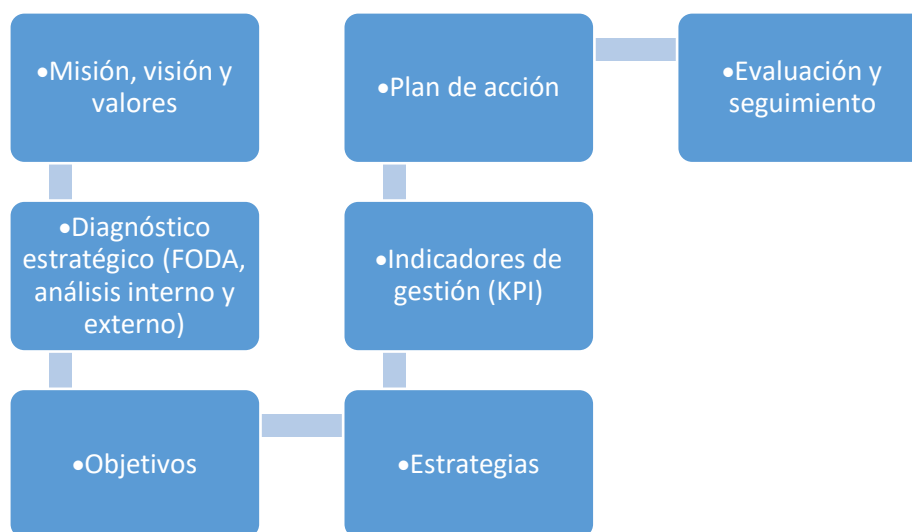 •Misión, visión y
valores
•Diagnóstico
estratégico (FODA,
análisis interno y
externo)
•Objetivos
•Estrategias
•Indicadores de
gestión (KPI)
•Plan de acción
•Evaluación y
seguimiento